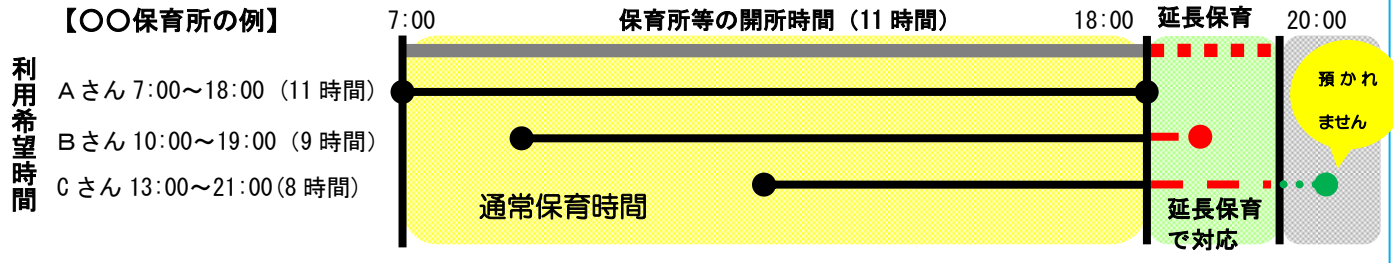 【〇〇保育所の例】
7:00
保育所等の開所時間（11 時間）
18:00
延長保育
20:00
利用希望時間
Ａさん 7:00～18:00（11 時間）
Ｂさん 10:00～19:00（9 時間）
Ｃさん 13:00～21:00(8 時間)
通常保育時間
延長保育
で対応
預かれ
ません